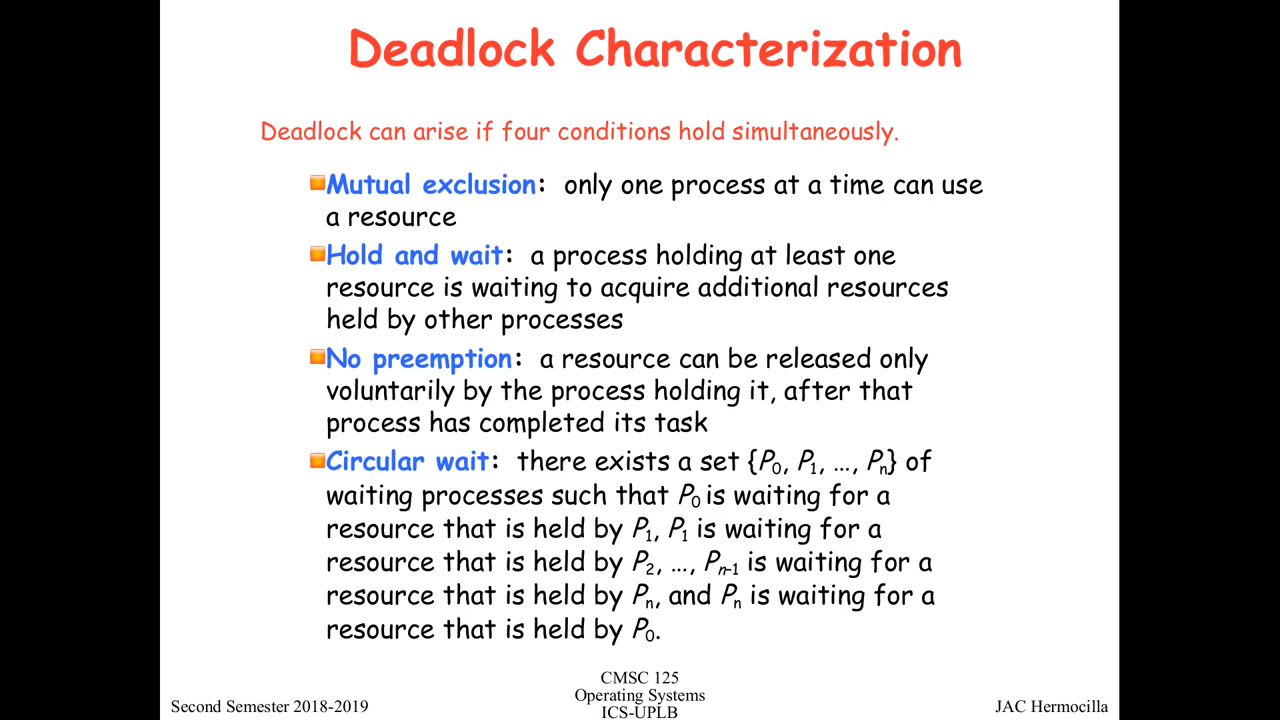 Deadlock Characterization
Deadlock can arise if four conditions hold simultaneously.
Mutual exclusion: only one process at a time can use
a resource
Hold and wait: a process holding at least one
resource is waiting to acquire additional resources
held by other processes
No preemption: a resource can be released only
voluntarily by the process holding it, after that
process has completed its task
Circular wait: there exists a set {P0, P1, …, Pn} of
waiting processes such that P0 is waiting for a
resource that is held by P1, P1 is waiting for a
resource that is held by P2, …, Pn–1 is waiting for a
resource that is held by Pn, and Pn is waiting for a
resource that is held by P0.
Second Semester 2018-2019
CMSC 125
Operating Systems
ICS-UPLB
JAC Hermocilla